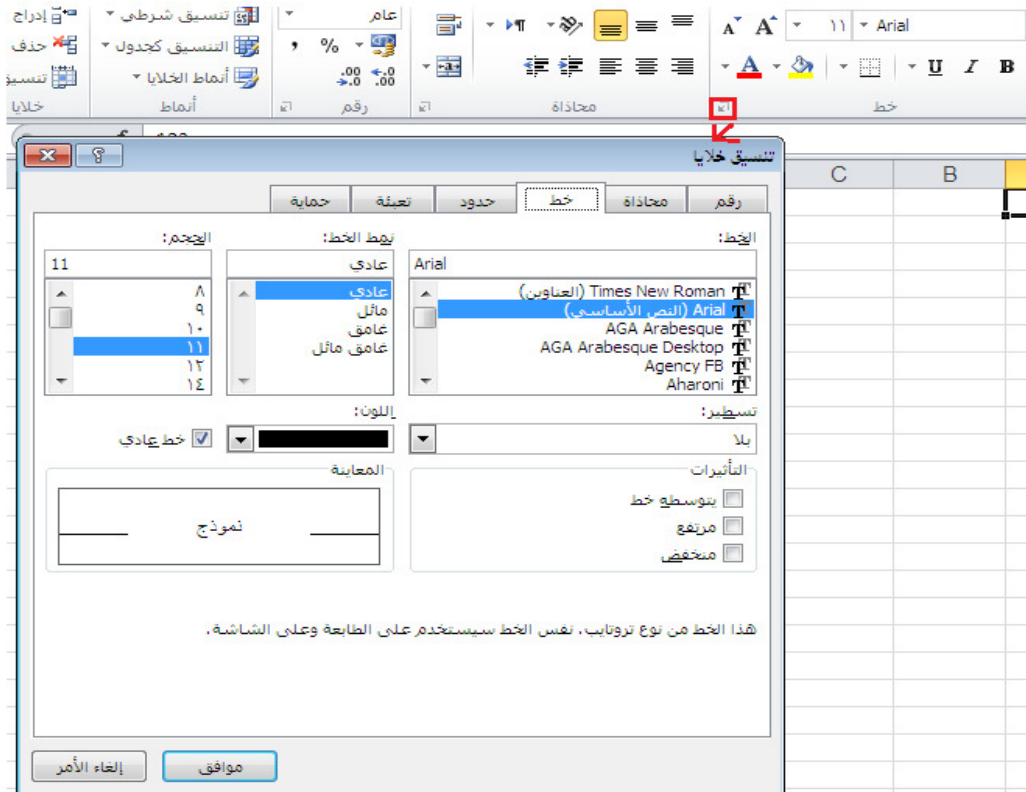 Arial ١١
عام
تنسيق شرطي
إدراج
%
,
التنسيق كجدول
حذف
B I U A
أنماط الخلايا
تنسيق
خط
محاذاة
رقم
أنماط
خلايا
تنسيق خلايا
B
C
رقم
محاذاة
خط
حدود
تعبئة
حماية
الخط:
نمط الخط:
الحجم:
Arial
عادي
11
Times New Roman (العناوين)
Arial (النص الأساسي)
AGA Arabesque
AGA Arabesque Desktop
Agency FB
Aharoni
عادي
مائل
غامق
غامق مائل
٨
٩
١٠
١١
١٢
١٤
تسطير:
اللون:
بلا
خط عادي
التأثيرات
المعاينة
يتوسطه خط
مرتفع
منخفض
نموذج
هذا الخط من نوع تروتايب. نفس الخط سيستخدم على الطابعة وعلى الشاشة.
موافق
إلغاء الأمر